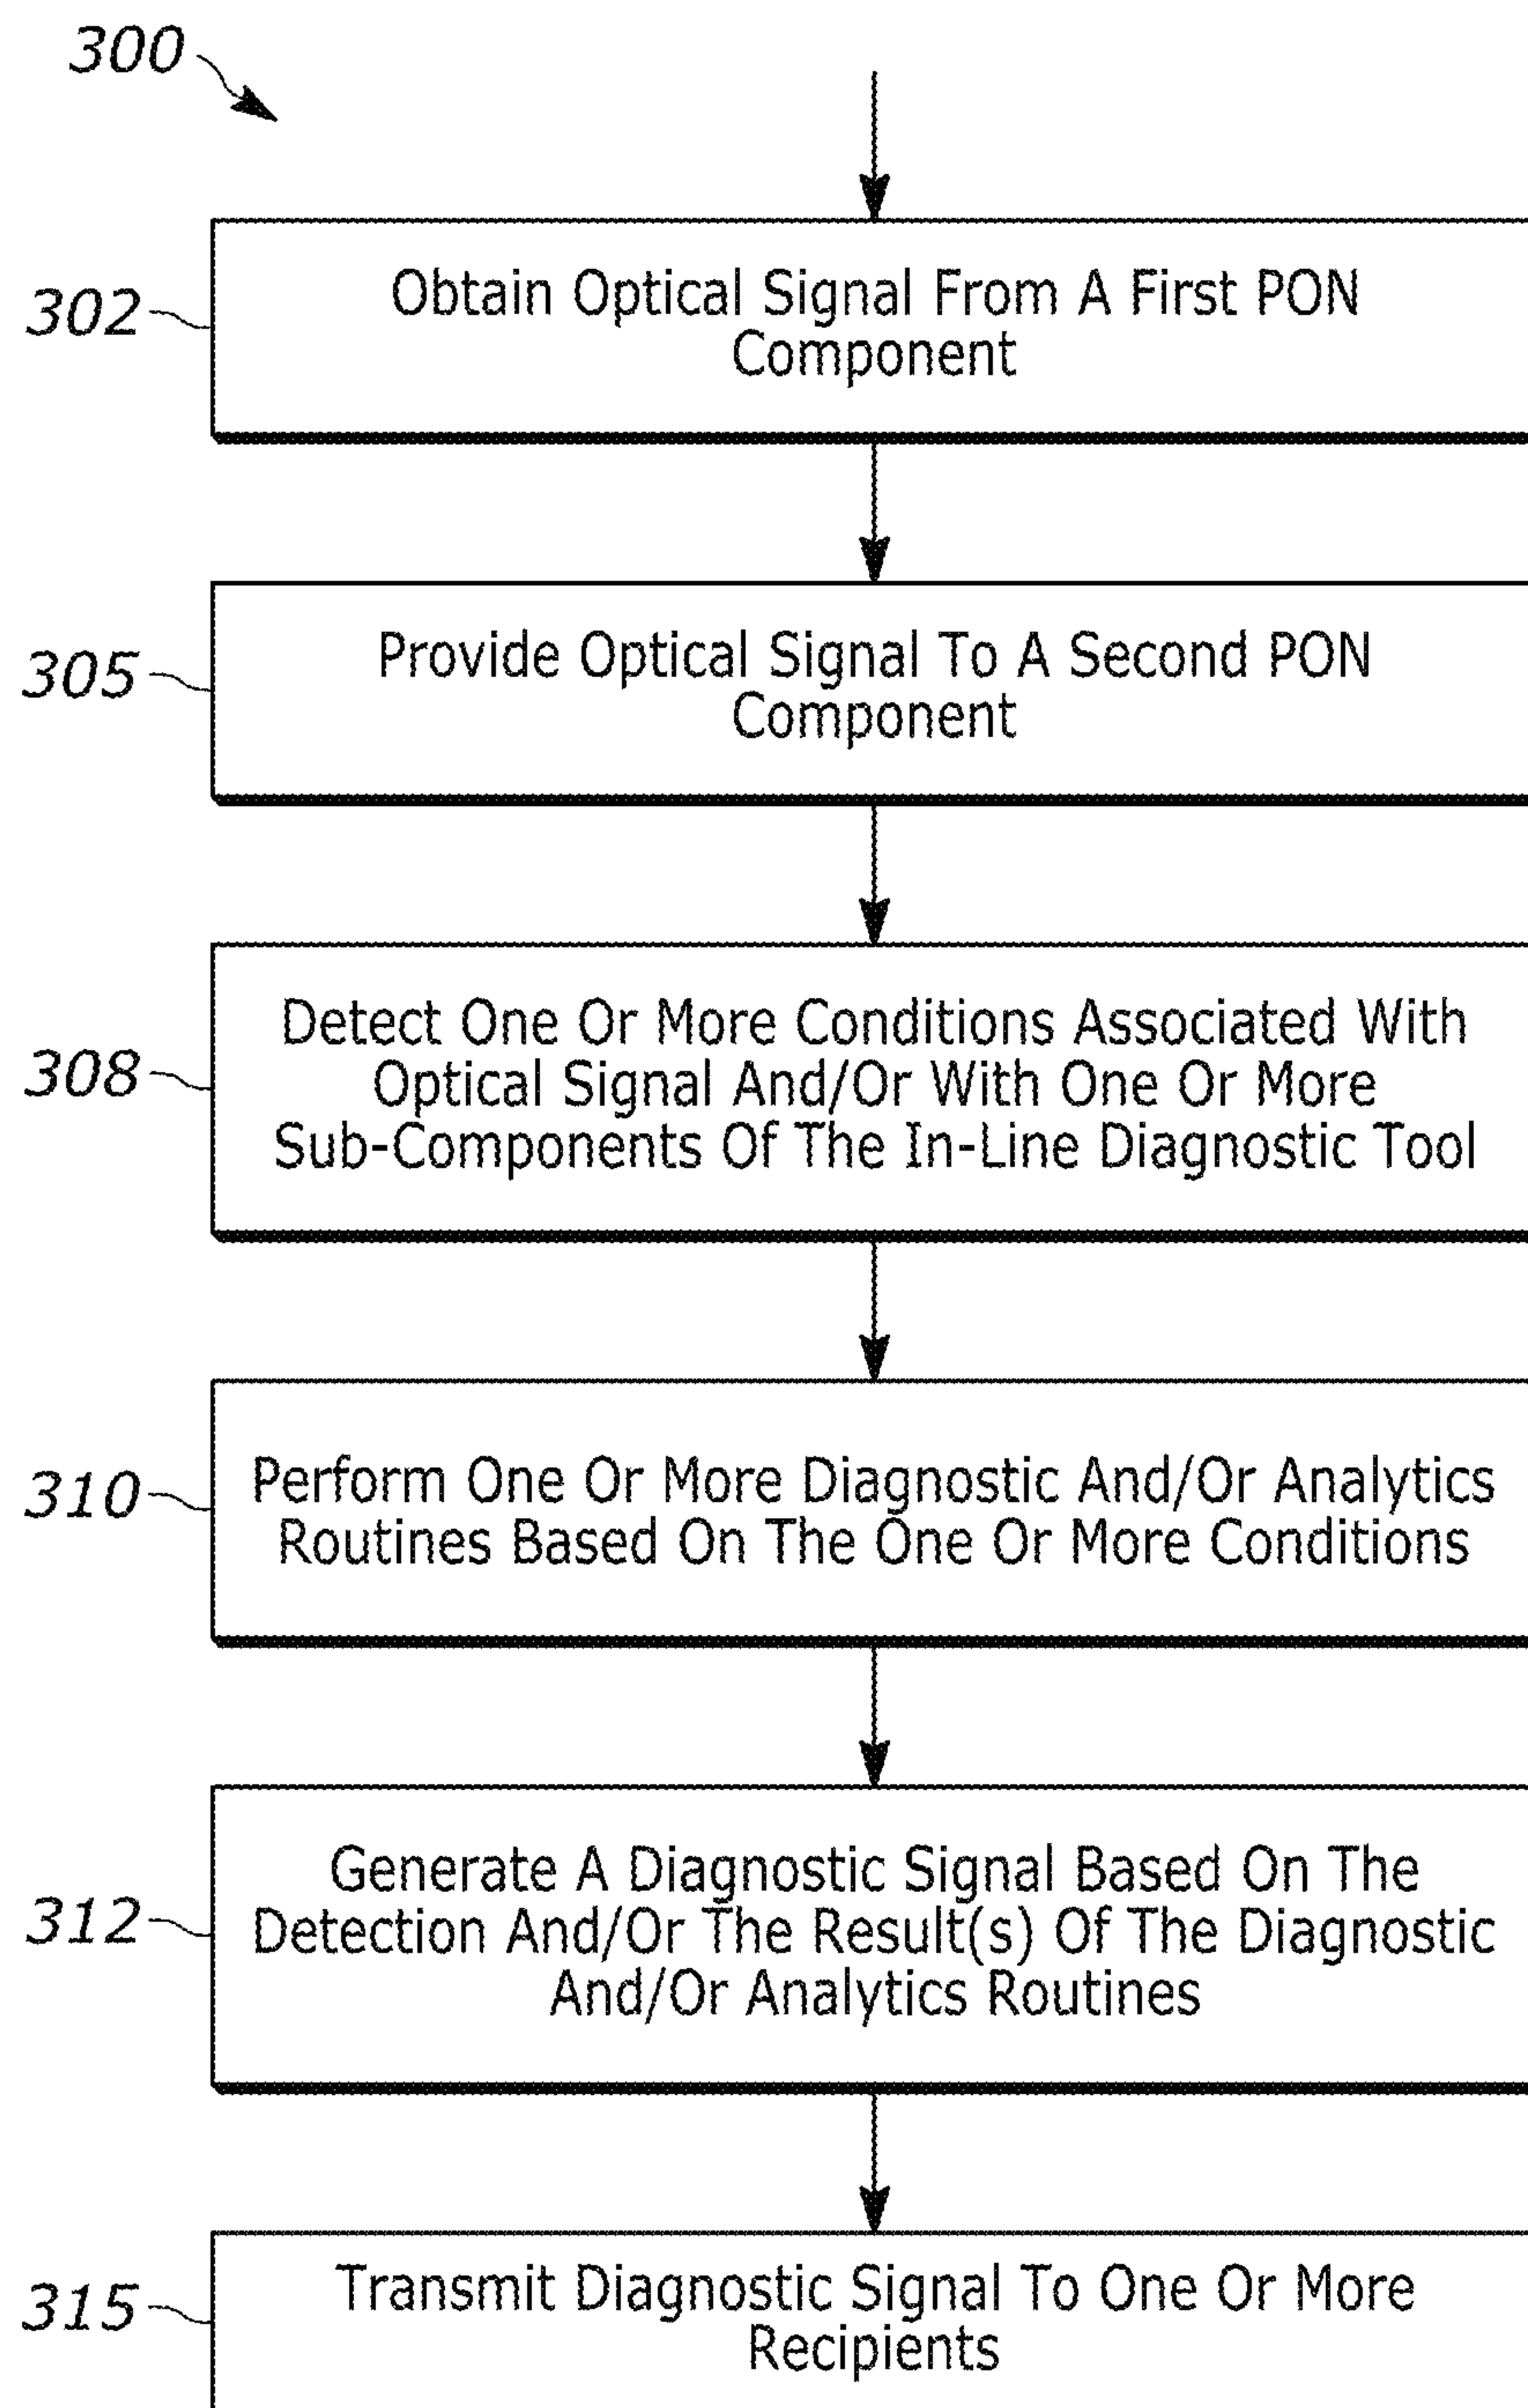 300
302
Obtain Optical Signal From A First PON
Component
305
Provide Optical Signal To A Second PON
Component
308
Detect One Or More Conditions Associated With
Optical Signal And/Or With One Or More
Sub-Components Of The In-Line Diagnostic Tool
310
Perform One Or More Diagnostic And/Or Analytics
Routines Based On The One Or More Conditions
312
Generate A Diagnostic Signal Based On The
Detection And/Or The Result(s) Of The Diagnostic
And/Or Analytics Routines
315
Transmit Diagnostic Signal To One Or More
Recipients